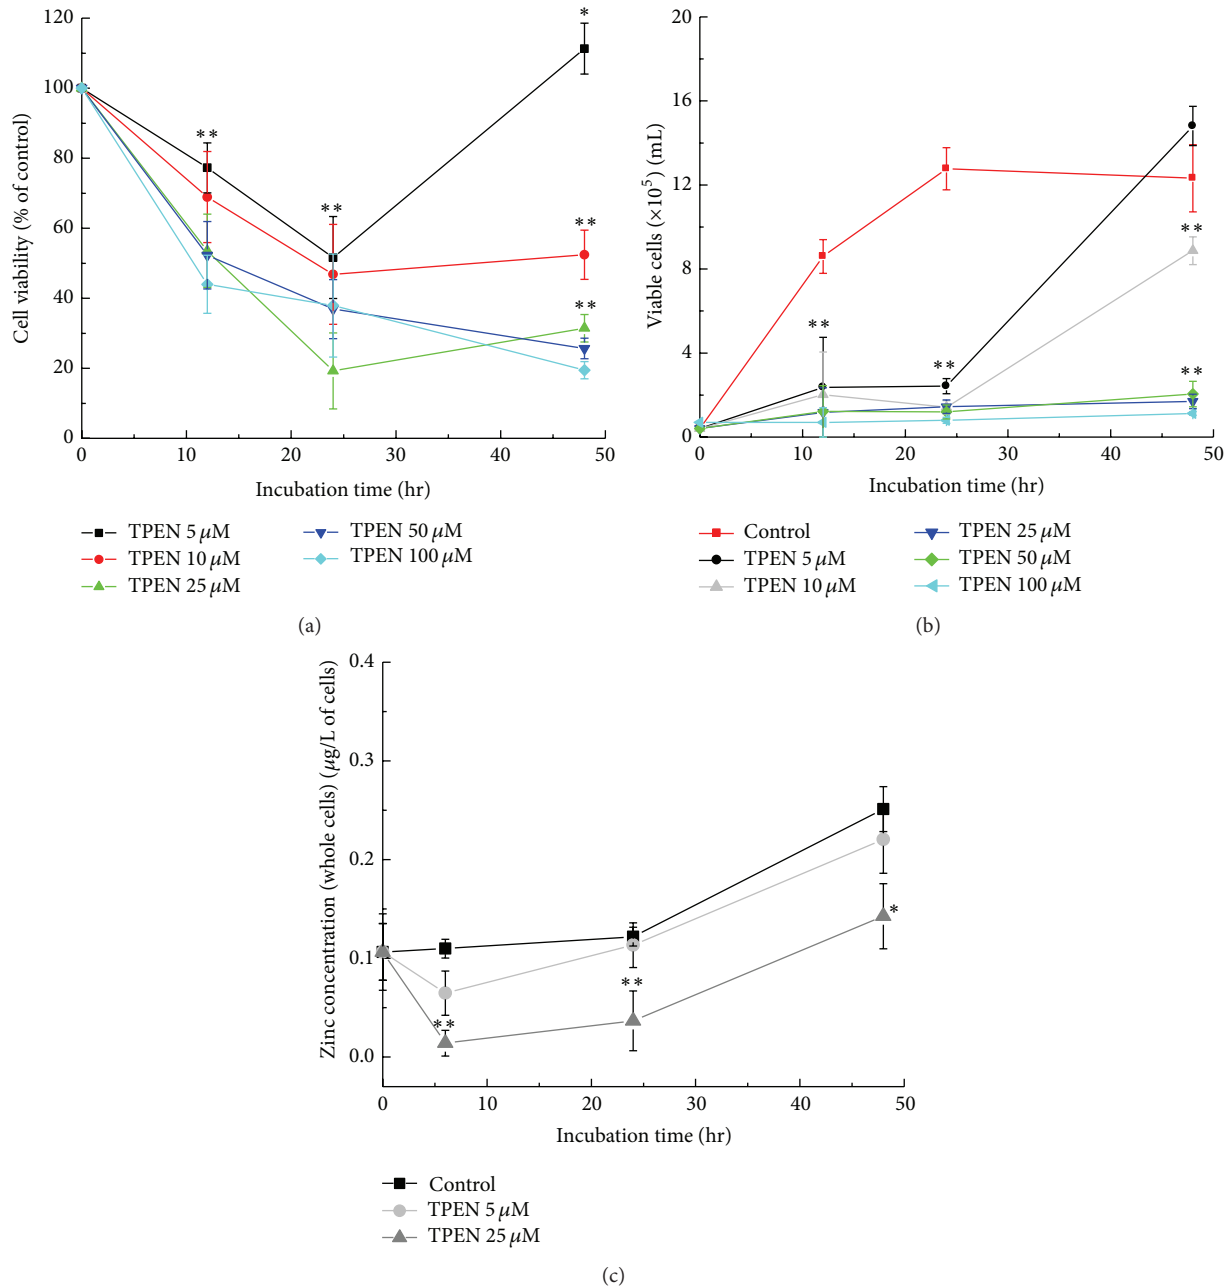 120
100
80
60
40
20
0
Cell viability (% of control)
*
**
**
**
**
0 10 20 30 40 50
Incubation time (hr)
TPEN 5 μM
TPEN 10 μM
TPEN 25 μM
TPEN 50 μM
TPEN 100 μM
(a)
20
16
12
8
4
0
Viable cells (×10⁵) (mL)
**
**
**
**
0 10 20 30 40 50
Incubation time (hr)
Control
TPEN 5 μM
TPEN 10 μM
TPEN 25 μM
TPEN 50 μM
TPEN 100 μM
(b)
0.4
0.3
0.2
0.1
0.0
Zinc concentration (whole cells) (μg/L of cells)
**
**
*
0 10 20 30 40 50
Incubation time (hr)
Control
TPEN 5 μM
TPEN 25 μM
(c)